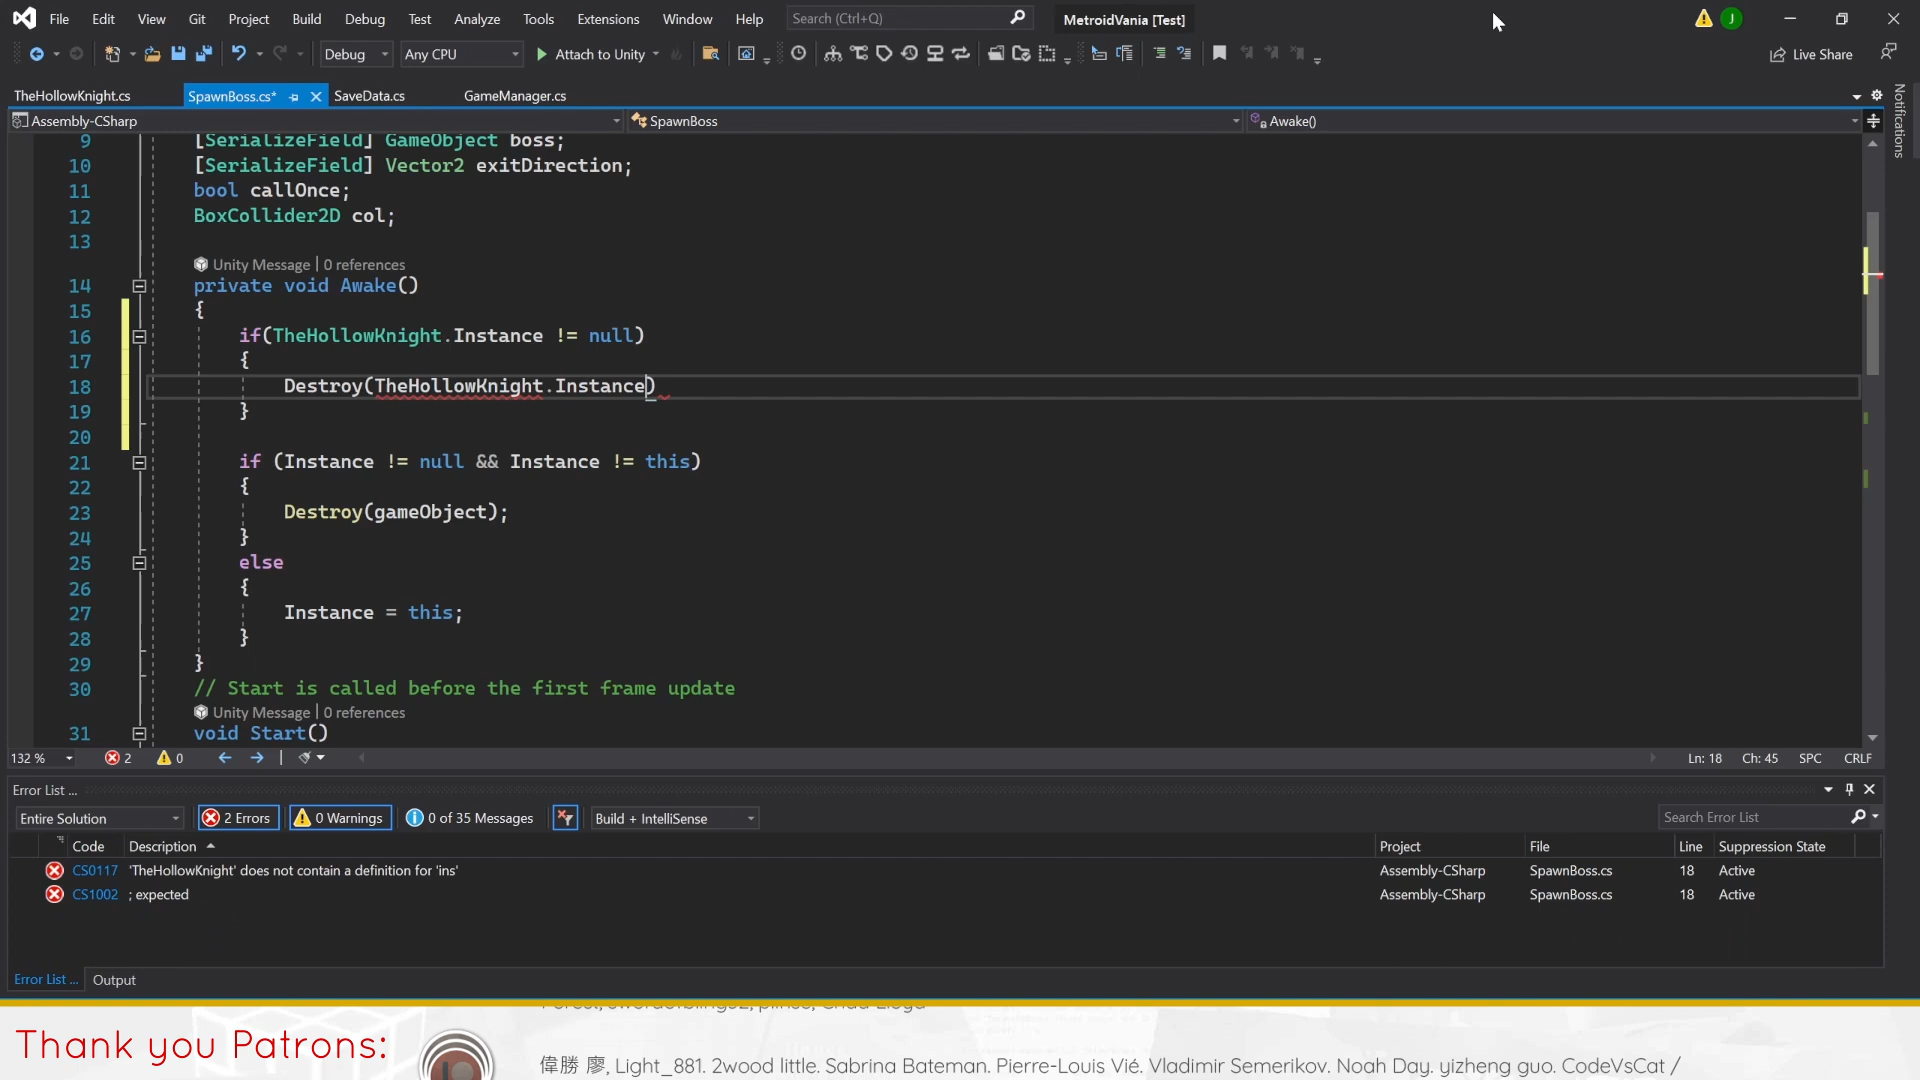 File Edit View Git Project Build Debug Test Analyze Tools Extensions Window Help Search (Ctrl+Q) MetroidVania [Test] J
Debug Any CPU Attach to Unity Live Share
TheHollowKnight.cs SpawnBoss.cs* SaveData.cs GameManager.cs
Assembly-CSharp SpawnBoss Awake()
Notifications
9 [SerializeField] GameObject boss;
10 [SerializeField] Vector2 exitDirection;
11 bool callOnce;
12 BoxCollider2D col;
13
Unity Message | 0 references
14 private void Awake()
15 {
16 if(TheHollowKnight.Instance != null)
17 {
18 Destroy(TheHollowKnight.Instance)
19 }
20
21 if (Instance != null && Instance != this)
22 {
23 Destroy(gameObject);
24 }
25 else
26 {
27 Instance = this;
28 }
29 }
30 // Start is called before the first frame update
Unity Message | 0 references
31 void Start()
132 % 2 0 Ln: 18 Ch: 45 SPC CRLF
Error List ...
Entire Solution 2 Errors 0 Warnings 0 of 35 Messages Build + IntelliSense Search Error List
Code Description Project File Line Suppression State
CS0117 'TheHollowKnight' does not contain a definition for 'ins' Assembly-CSharp SpawnBoss.cs 18 Active
CS1002 ; expected Assembly-CSharp SpawnBoss.cs 18 Active
Error List ... Output
Thank you Patrons:
偉勝 廖, Light_881. 2wood little. Sabrina Bateman. Pierre-Louis Vié. Vladimir Semerikov. Noah Day. yizheng guo. CodeVsCat /